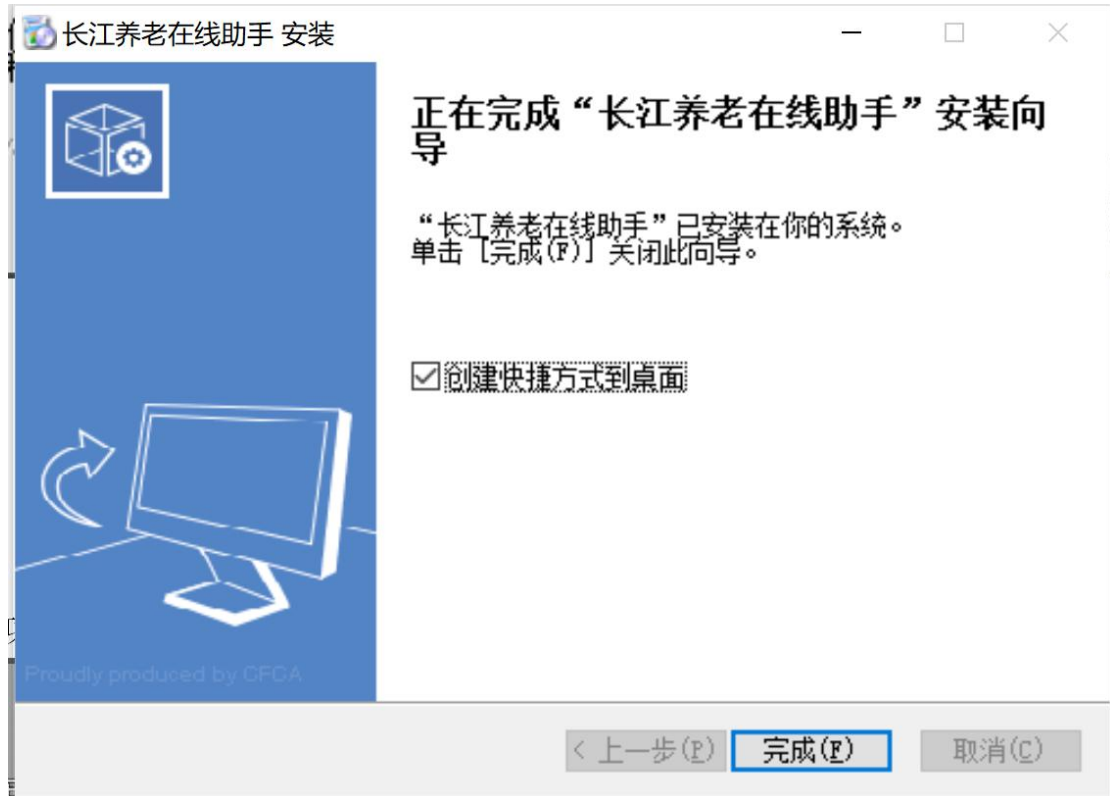 长江养老在线助手 安装
正在完成“长江养老在线助手”安装向
导
“长江养老在线助手”已安装在你的系统。
单击 [完成(F)] 关闭此向导。
创建快捷方式到桌面
Proudly produced by CFCA
< 上一步(P)
完成(F)
取消(C)